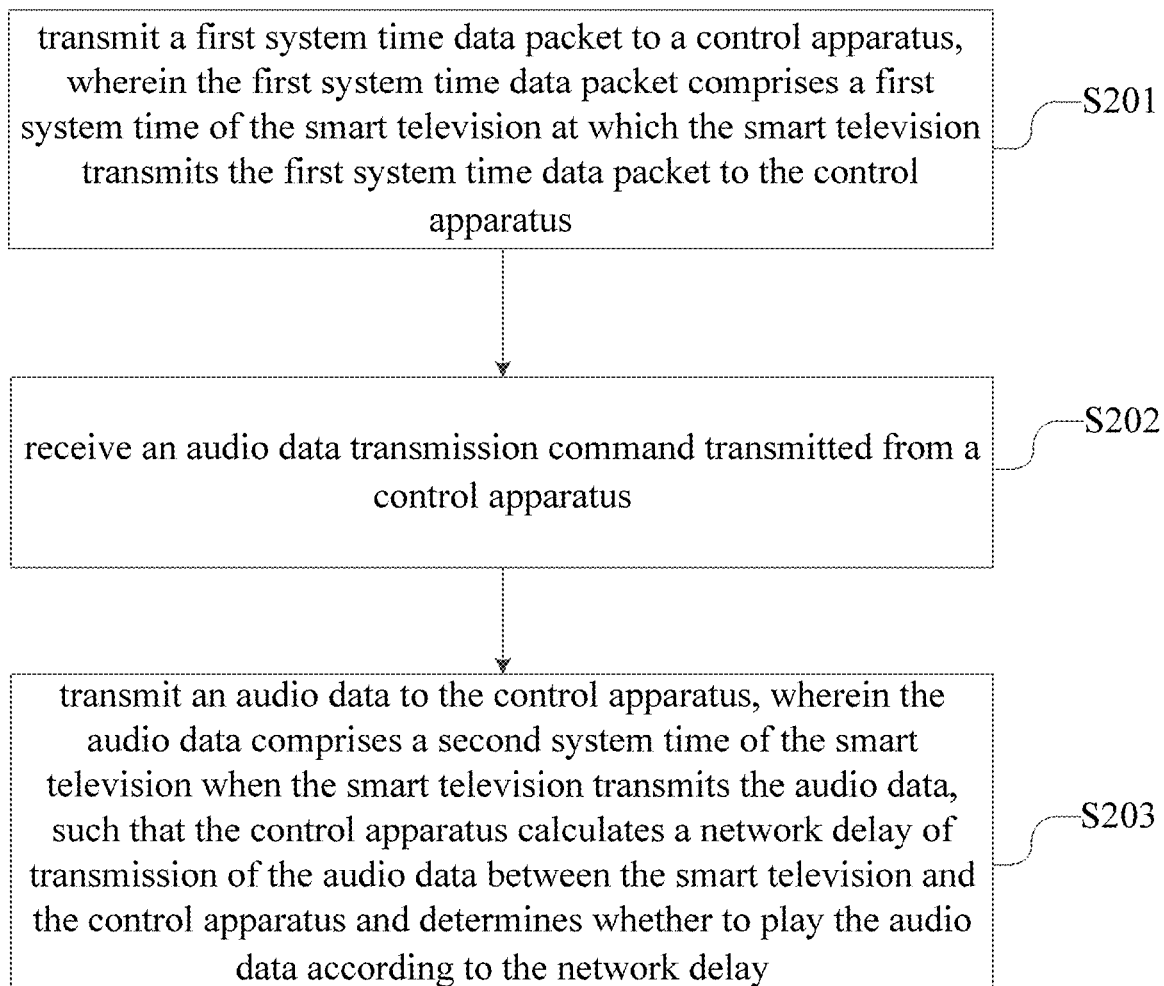 transmit a first system time data packet to a control apparatus,
wherein the first system time data packet comprises a first
system time of the smart television at which the smart television
transmits the first system time data packet to the control
apparatus
S201
receive an audio data transmission command transmitted from a
control apparatus
S202
transmit an audio data to the control apparatus, wherein the
audio data comprises a second system time of the smart
television when the smart television transmits the audio data,
such that the control apparatus calculates a network delay of
transmission of the audio data between the smart television and
the control apparatus and determines whether to play the audio
data according to the network delay
S203